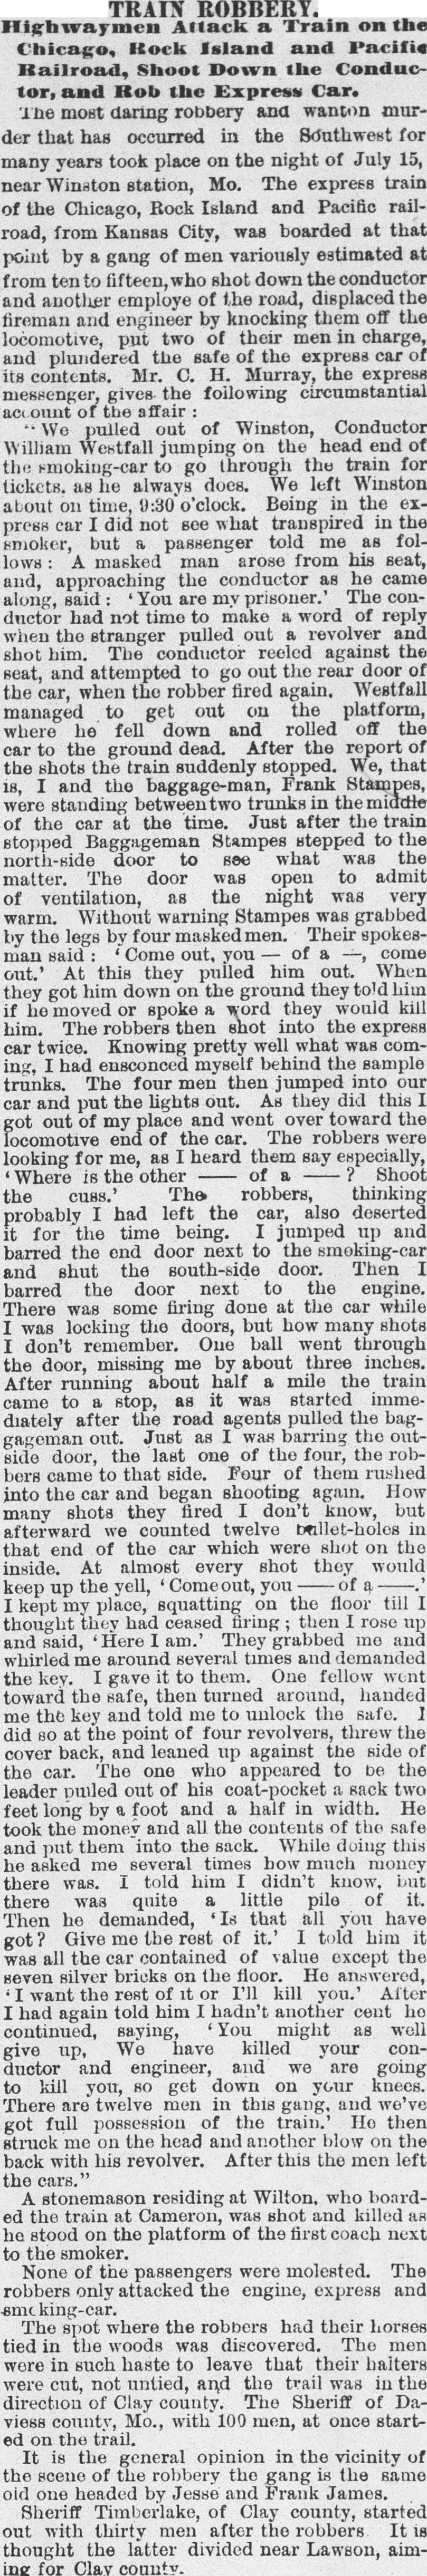 TRAIN ROBBERY.
Highwaymen Attack a Train on the
Chicago, Rock Island and Pacific
Railroad, Shoot Down the Conduc-
tor, and Rob the Express Car.
The most daring robbery and wanton mur-
der that has occurred in the Southwest for
many years took place on the night of July 15,
near Winston station, Mo. The express train
of the Chicago, Rock Island and Pacific rail-
road, from Kansas City, was boarded at that
point by a gang of men variously estimated at
from ten to fifteen, who shot down the conductor
and another employe of the road, displaced the
fireman and engineer by knocking them off the
locomotive, put two of their men in charge,
and plundered the safe of the express car of
its contents. Mr. C. H. Murray, the express
messenger, gives the following circumstantial
account of the affair :
"We pulled out of Winston, Conductor
William Westfall jumping on the head end of
the smoking-car to go through the train for
tickets. as he always does. We left Winston
about on time, 9:30 o'clock. Being in the ex-
press car I did not see what transpired in the
smoker, but a passenger told me as fol-
lows : A masked man arose from his seat,
and, approaching the conductor as he came
along, said : 'You are my prisoner.' The con-
ductor had not time to make a word of reply
when the stranger pulled out a revolver and
shot him. The conductor reeled against the
seat, and attempted to go out the rear door of
the car, when the robber fired again. Westfall
managed to get out on the platform,
where he fell down and rolled off the
car to the ground dead. After the report of
the shots the train suddenly stopped. We, that
is, I and the baggage-man, Frank Stampes,
were standing between two trunks in the middle
of the car at the time. Just after the train
stopped Baggageman Stampes stepped to the
north-side door to see what was the
matter. The door was open to admit
of ventilation, as the night was very
warm. Without warning Stampes was grabbed
by the legs by four masked men. Their spokes-
man said : 'Come out, you — of a —, come
out.' At this they pulled him out. When
they got him down on the ground they told him
if he moved or spoke a word they would kill
him. The robbers then shot into the express
car twice. Knowing pretty well what was com-
ing, I had ensconced myself behind the sample
trunks. The four men then jumped into our
car and put the lights out. As they did this I
got out of my place and went over toward the
locomotive end of the car. The robbers were
looking for me, as I heard them say especially,
'Where is the other —— of a —— ? Shoot
the cuss.' The robbers, thinking
probably I had left the car, also deserted
it for the time being. I jumped up and
barred the end door next to the smoking-car
and shut the south-side door. Then I
barred the door next to the engine.
There was some firing done at the car while
I was locking the doors, but how many shots
I don't remember. One ball went through
the door, missing me by about three inches.
After running about half a mile the train
came to a stop, as it was started imme-
diately after the road agents pulled the bag-
gageman out. Just as I was barring the out-
side door, the last one of the four, the rob-
bers came to that side. Four of them rushed
into the car and began shooting again. How
many shots they fired I don't know, but
afterward we counted twelve bullet-holes in
that end of the car which were shot on the
inside. At almost every shot they would
keep up the yell, 'Come out, you —— of a ——.'
I kept my place, squatting on the floor till I
thought they had ceased firing ; then I rose up
and said, 'Here I am.' They grabbed me and
whirled me around several times and demanded
the key. I gave it to them. One fellow went
toward the safe, then turned around, handed
me the key and told me to unlock the safe. I
did so at the point of four revolvers, threw the
cover back, and leaned up against the side of
the car. The one who appeared to be the
leader pulled out of his coat-pocket a sack two
feet long by a foot and a half in width. He
took the money and all the contents of the safe
and put them into the sack. While doing this
he asked me several times how much money
there was. I told him I didn't know, but
there was quite a little pile of it.
Then he demanded, 'Is that all you have
got? Give me the rest of it.' I told him it
was all the car contained of value except the
seven silver bricks on the floor. He answered,
'I want the rest of it or I'll kill you.' After
I had again told him I hadn't another cent he
continued, saying, 'You might as well
give up, We have killed your con-
ductor and engineer, and we are going
to kill you, so get down on your knees.
There are twelve men in this gang, and we've
got full possession of the train.' He then
struck me on the head and another blow on the
back with his revolver. After this the men left
the cars."
A stonemason residing at Wilton, who board-
ed the train at Cameron, was shot and killed as
he stood on the platform of the first coach next
to the smoker.
None of the passengers were molested. The
robbers only attacked the engine, express and
smoking-car.
The spot where the robbers had their horses
tied in the woods was discovered. The men
were in such haste to leave that their halters
were cut, not untied, and the trail was in the
direction of Clay county. The Sheriff of Da-
viess county, Mo., with 100 men, at once start-
ed on the trail.
It is the general opinion in the vicinity of
the scene of the robbery the gang is the same
old one headed by Jesse and Frank James.
Sheriff Timberlake, of Clay county, started
out with thirty men after the robbers. It is
thought the latter divided near Lawson, aim-
ing for Clay county.